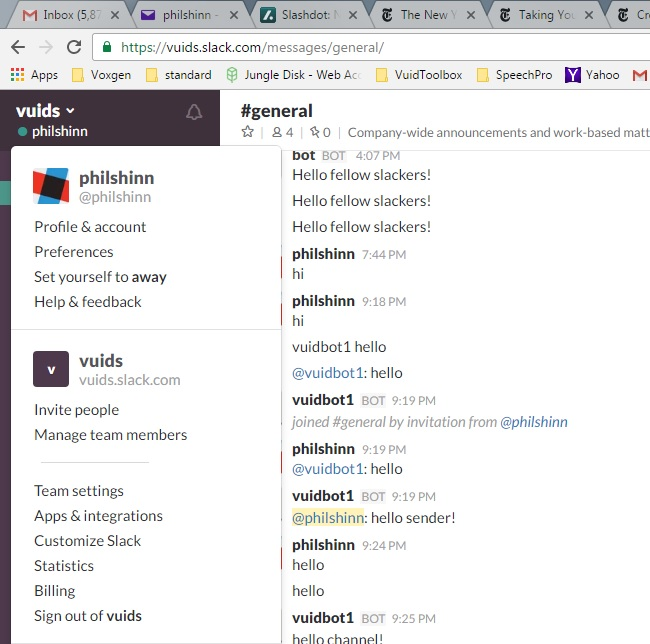 Inbox (5,87
philshinn -
Slashdot: N
The New Y
Taking You
Cr
https://vuids.slack.com/messages/general/
Apps Voxgen standard Jungle Disk - Web Acc VuidToolbox SpeechPro Yahoo
vuids
philshinn
#general
4 0 Company-wide announcements and work-based matt
philshinn
@philshinn
Profile & account
Preferences
Set yourself to away
Help & feedback
v
vuids
vuids.slack.com
Invite people
Manage team members
Team settings
Apps & integrations
Customize Slack
Statistics
Billing
Sign out of vuids
bot BOT 4:07 PM
Hello fellow slackers!
Hello fellow slackers!
Hello fellow slackers!
philshinn 7:44 PM
hi
philshinn 9:18 PM
hi
vuidbot1 hello
@vuidbot1: hello
vuidbot1 BOT 9:19 PM
joined #general by invitation from @philshinn
philshinn 9:19 PM
@vuidbot1: hello
vuidbot1 BOT 9:19 PM
@philshinn: hello sender!
philshinn 9:24 PM
hello
hello
vuidbot1 BOT 9:25 PM
hello channel!